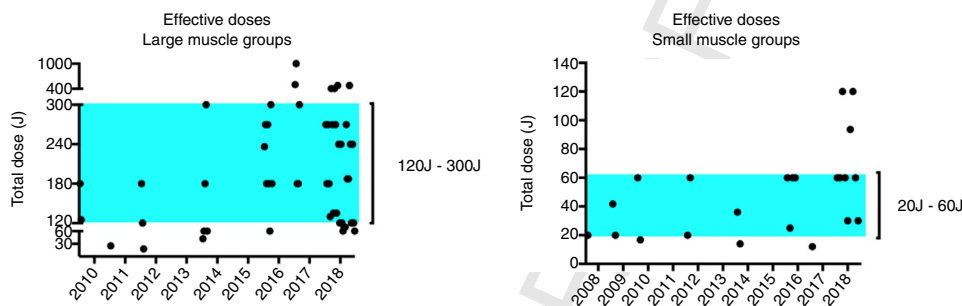 Effective doses
Large muscle groups
Total dose (J)
1000
400
300
240
180
120
60
30
2010 2011 2012 2013 2014 2015 2016 2017 2018
120J - 300J
Effective doses
Small muscle groups
Total dose (J)
140
120
100
80
60
40
20
0
2008 2009 2010 2011 2012 2013 2014 2015 2016 2017 2018
20J - 60J